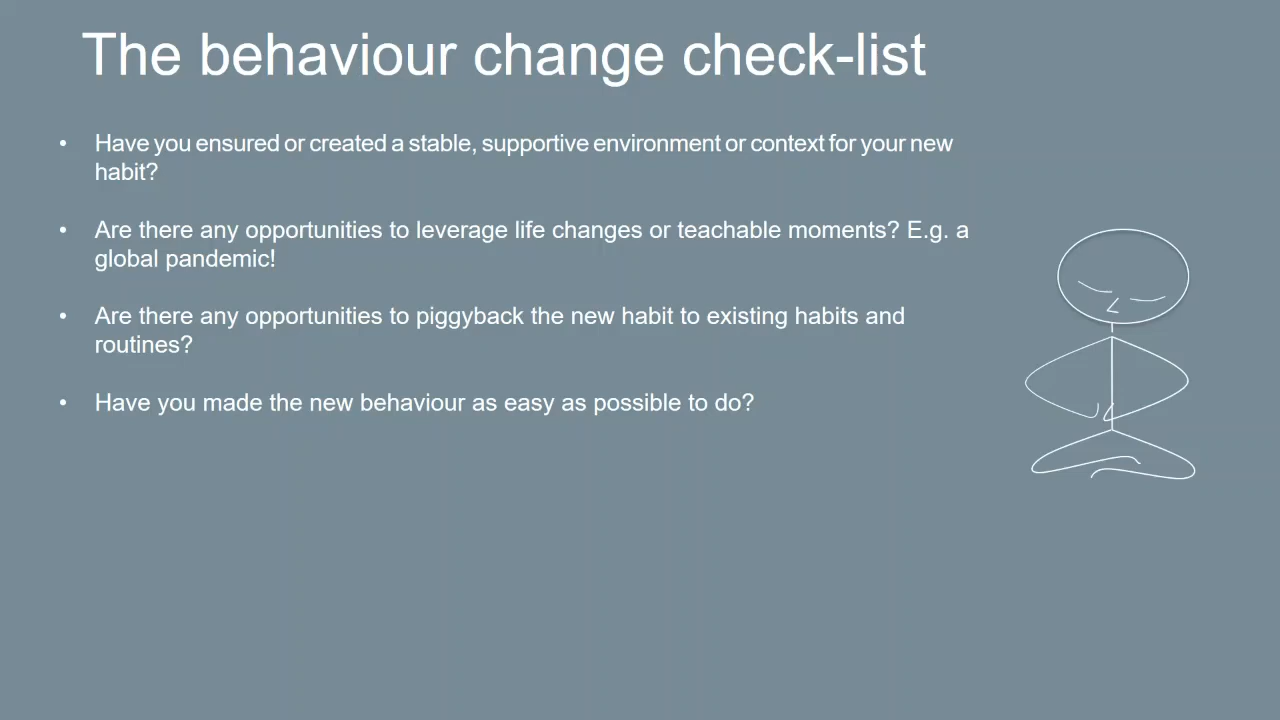 The behaviour change check-list
• Have you ensured or created a stable, supportive environment or context for your new
habit?
• Are there any opportunities to leverage life changes or teachable moments? E.g. a
global pandemic!
• Are there any opportunities to piggyback the new habit to existing habits and
routines?
• Have you made the new behaviour as easy as possible to do?